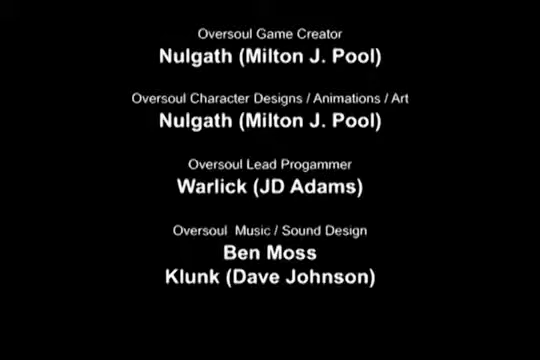 Oversoul Game Creator
Nulgath (Milton J. Pool)
Oversoul Character Designs / Animations / Art
Nulgath (Milton J. Pool)
Oversoul Lead Progammer
Warlick (JD Adams)
Oversoul Music / Sound Design
Ben Moss
Klunk (Dave Johnson)